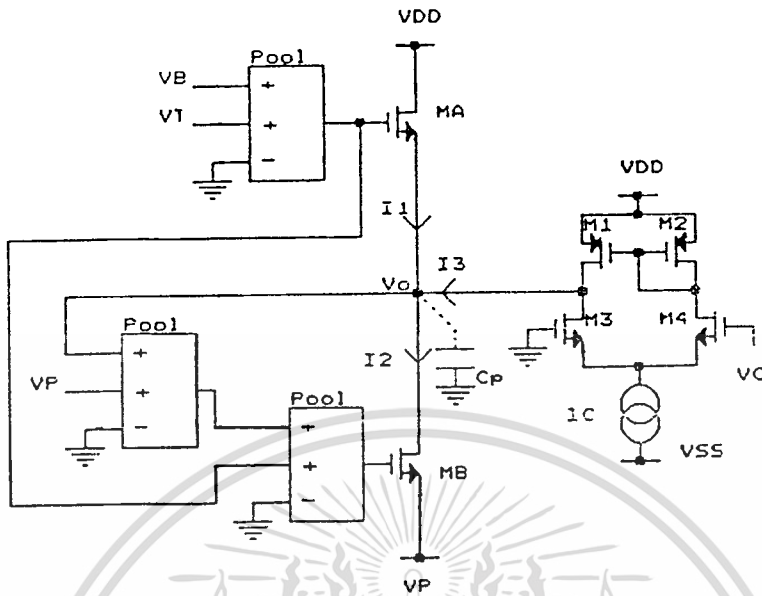 VDD
Pool
VB
+
VT
+
−
MA
VDD
I1
M1
M2
I3
Vo
M3
M4
Pool
+
VP
+
−
I2
Cp
Pool
+
+
−
IC
VSS
MB
VP